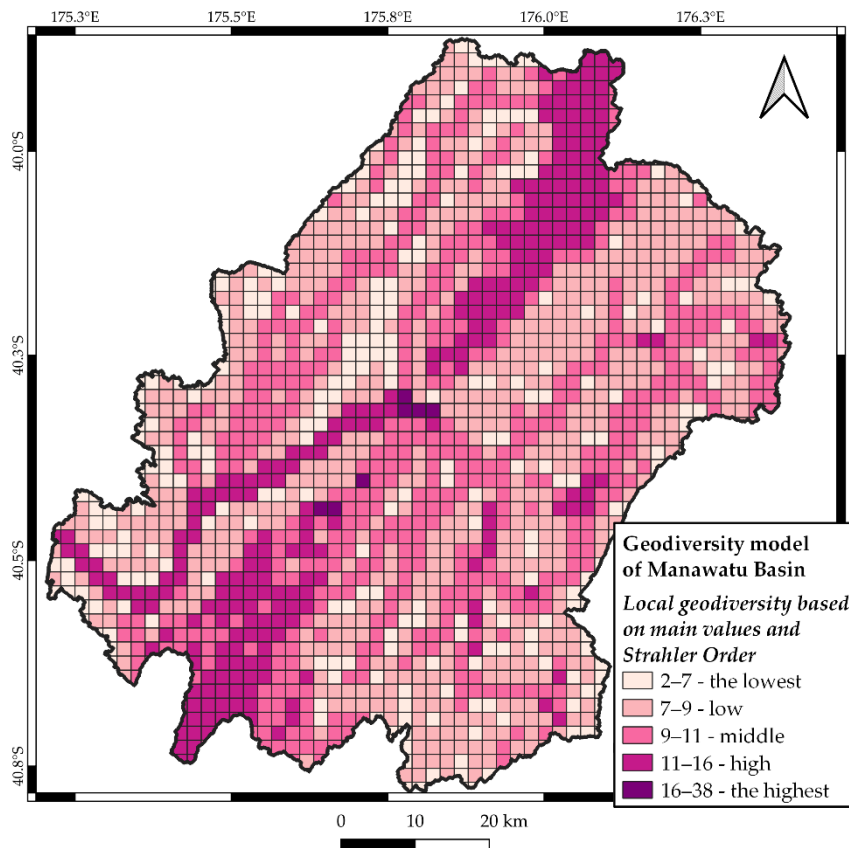 175.3°E 175.5°E 175.8°E 176.0°E 176.3°E
40.0°S
40.3°S
40.5°S
40.8°S
Geodiversity model
of Manawatu Basin
Local geodiversity based
on main values and
Strahler Order
2–7 - the lowest
7–9 - low
9–11 - middle
11–16 - high
16–38 - the highest
0 10 20 km